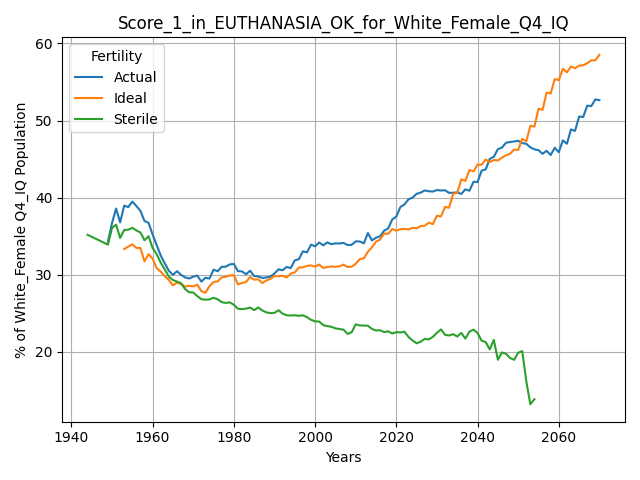 Score_1_in_EUTHANASIA_OK_for_White_Female_Q4_IQ
% of White_Female Q4_IQ Population
60
50
40
30
20
Fertility
Actual
Ideal
Sterile
1940 1960 1980 2000 2020 2040 2060
Years